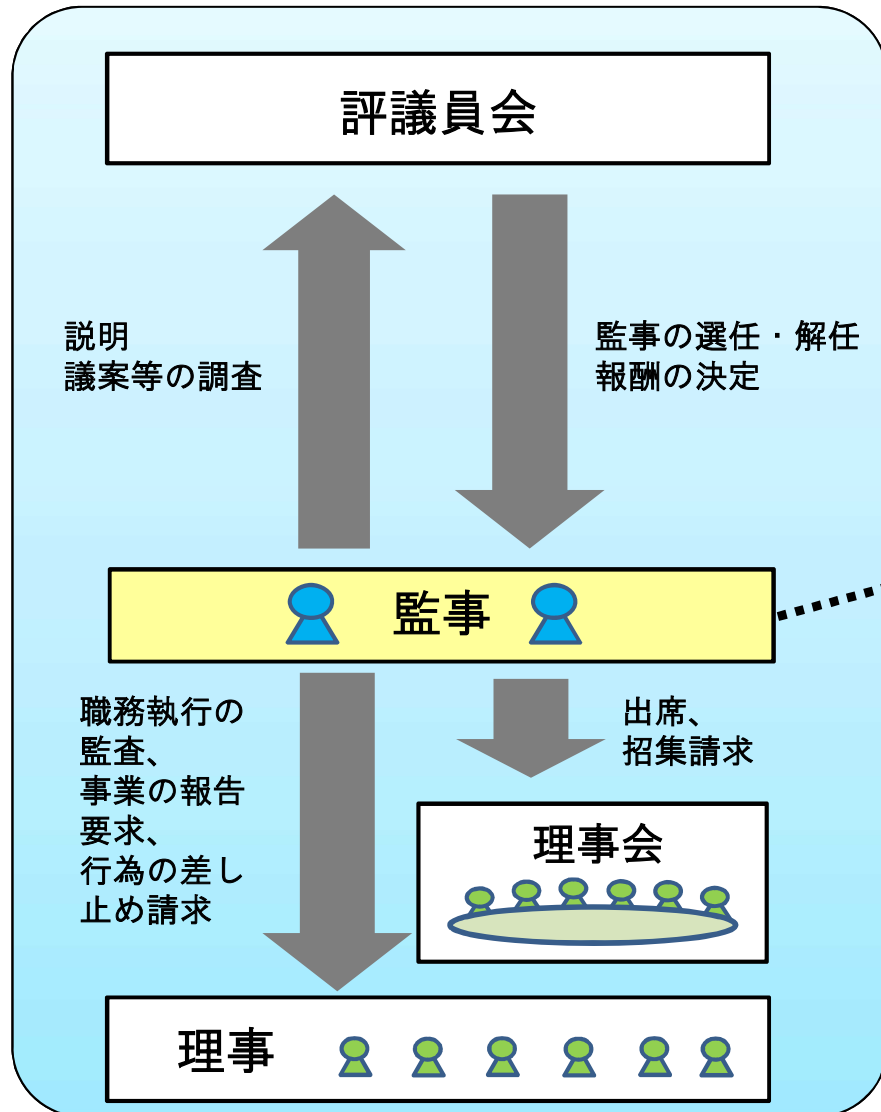 評議員会
説明
議案等の調査
監事の選任・解任
報酬の決定
監事
職務執行の
監査、
事業の報告
要求、
行為の差し
止め請求
出席、
招集請求
理事会
理事